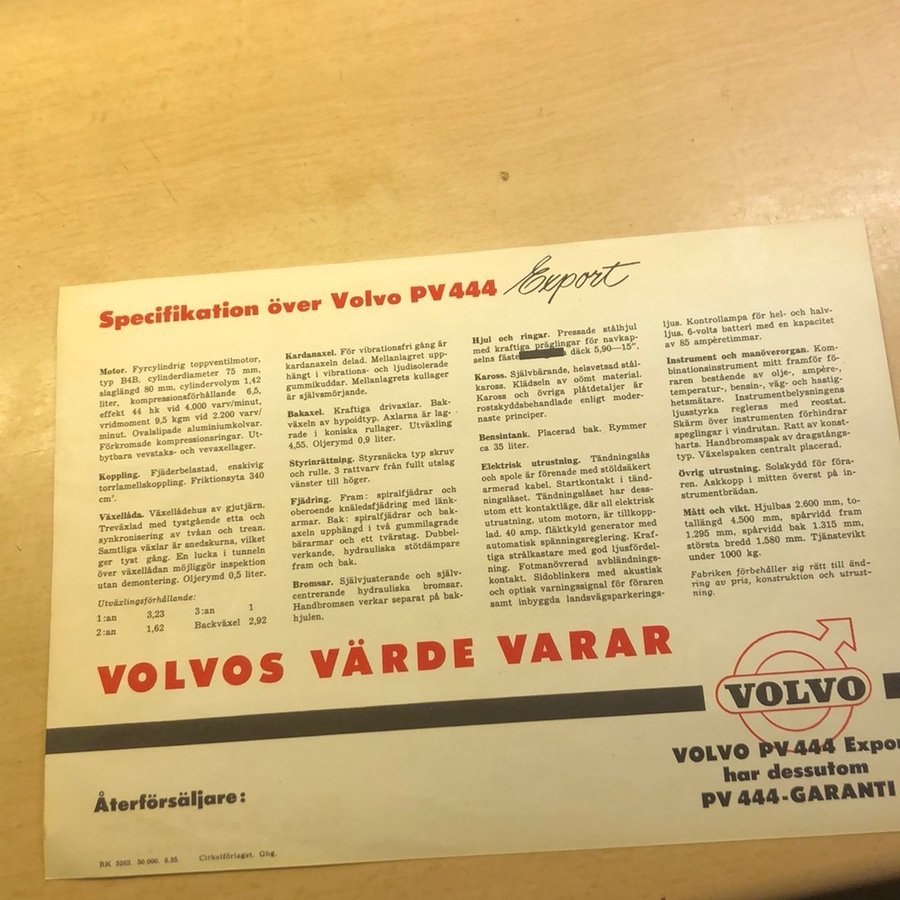 Specifikation över Volvo PV 444 Export
Motor. Fyrcylindrig toppventilmotor,
typ B4B, cylinderdiameter 75 mm,
slaglängd 80 mm, cylindervolym 1,42
liter, kompressionsförhållande 6,5,
effekt 44 hk vid 4.000 varv/minut,
vridmoment 9,5 kgm vid 2.200 varv/
minut. Ovalslipade aluminiumkolvar.
Förkromade kompressionsringar. Ut-
bytbara vevstaks- och vevaxellager.
Koppling. Fjäderbelastad, enskivig
torrlamellskoppling. Friktionsyta 340
cm².
Växellåda. Växellådehus av gjutjärn.
Treväxlad med tystgående etta och
synkronisering av tvåan och trean.
Samtliga växlar är snedskurna, vilket
ger tyst gång. En lucka i tunneln
över växellådan möjliggör inspektion
utan demontering. Oljerymd 0,5 liter.
Utväxlingsförhållande:
1:an 3,23 3:an 1
2:an 1,62 Backväxel 2,92
Kardanaxel. För vibrationsfri gång är
kardanaxeln delad. Mellanlagret upp-
hängt i vibrations- och ljudisolerade
gummikuddar. Mellanlagrets kullager
är självsmörjande.
Bakaxel. Kraftiga drivaxlar. Bak-
växeln av hypoidtyp. Axlarna är lag-
rade i koniska rullager. Utväxling
4,55. Oljerymd 0,9 liter.
Styrinrättning. Styrsnäcka typ skruv
och rulle. 3 rattvarv från fullt utslag
vänster till höger.
Fjädring. Fram: spiralfjädrar och
oberoende knäledsfjädring med länk-
armar. Bak: spiralfjädrar och bak-
axeln upphängd i två gummilagrade
bärarmar och ett tvärstag. Dubbel-
verkande, hydrauliska stötdämpare
fram och bak.
Bromsar. Självjusterande och själv-
centrerande hydrauliska bromsar.
Handbromsen verkar separat på bak-
hjulen.
Hjul och ringar. Pressade stålhjul
med kraftiga präglingar för navkap-
selns fäste däck 5,90—15".
Kaross. Självbärande, helsvetsad stål-
kaross. Klädseln av oömt material.
Kaross och övriga plåtdetaljer är
rostskyddsbehandlade enligt moder-
naste principer.
Bensintank. Placerad bak. Rymmer
ca 35 liter.
Elektrisk utrustning. Tändningslås
och spole är förenade med stöldsäkert
armerad kabel. Startkontakt i tänd-
ningslåset. Tändningslåset har dess-
utom ett kontaktläge, där all elektrisk
utrustning, utom motorn, är tillkopp-
lad. 40 amp. fläktkyld generator med
automatisk spänningsreglering. Kraf-
tiga strålkastare med god ljusfördel-
ning. Fotmanövrerad avbländnings-
kontakt. Sidoblinkers med akustisk
och optisk varningssignal för föraren
samt inbyggda landsvägsparkerings-
ljus. Kontrollampa för hel- och halv-
ljus. 6-volts batteri med en kapacitet
av 85 ampèretimmar.
Instrument och manöverorgan. Kom-
binationsinstrument mitt framför fö-
raren bestående av olje-, ampère-,
temperatur-, bensin-, väg- och hastig-
hetsmätare. Instrumentbelysningens
ljusstyrka regleras med reostat.
Skärm över instrumenten förhindrar
speglingar i vindrutan. Ratt av konst-
harts. Handbromsspak av dragstångs-
typ. Växelspaken centralt placerad.
Övrig utrustning. Solskydd för föra-
ren. Askkopp i mitten överst på in-
strumentbrädan.
Mått och vikt. Hjulbas 2.600 mm, to-
tallängd 4.500 mm, spårvidd fram
1.295 mm, spårvidd bak 1.315 mm,
största bredd 1.580 mm. Tjänstevikt
under 1000 kg.
Fabriken förbehåller sig rätt till änd-
ring av pris, konstruktion och utrust-
ning.
VOLVOS VÄRDE VARAR
VOLVO
VOLVO PV 444 Expor
har dessutom
PV 444-GARANTI
Återförsäljare:
RK 5263. 50.000. 8.55. Cirkelförlaget, Gbg.